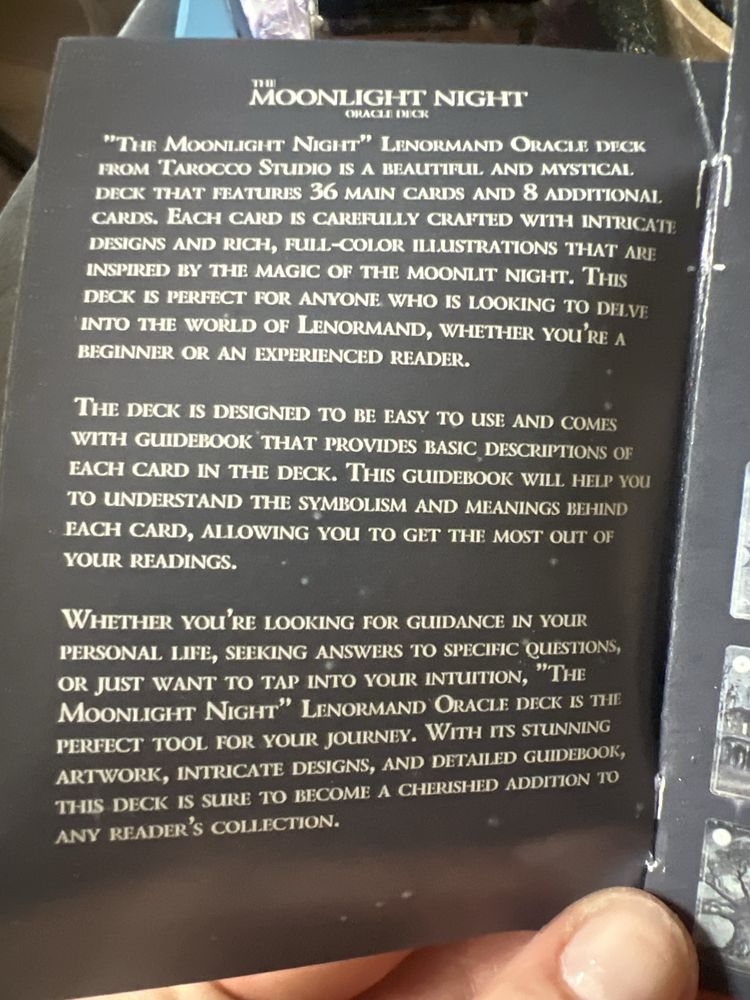 THE
MOONLIGHT NIGHT
ORACLE DECK
"THE MOONLIGHT NIGHT" LENORMAND ORACLE DECK
FROM TAROCCO STUDIO IS A BEAUTIFUL AND MYSTICAL
DECK THAT FEATURES 36 MAIN CARDS AND 8 ADDITIONAL
CARDS. EACH CARD IS CAREFULLY CRAFTED WITH INTRICATE
DESIGNS AND RICH, FULL-COLOR ILLUSTRATIONS THAT ARE
INSPIRED BY THE MAGIC OF THE MOONLIT NIGHT. THIS
DECK IS PERFECT FOR ANYONE WHO IS LOOKING TO DELVE
INTO THE WORLD OF LENORMAND, WHETHER YOU'RE A
BEGINNER OR AN EXPERIENCED READER.
THE DECK IS DESIGNED TO BE EASY TO USE AND COMES
WITH GUIDEBOOK THAT PROVIDES BASIC DESCRIPTIONS OF
EACH CARD IN THE DECK. THIS GUIDEBOOK WILL HELP YOU
TO UNDERSTAND THE SYMBOLISM AND MEANINGS BEHIND
EACH CARD, ALLOWING YOU TO GET THE MOST OUT OF
YOUR READINGS.
WHETHER YOU'RE LOOKING FOR GUIDANCE IN YOUR
PERSONAL LIFE, SEEKING ANSWERS TO SPECIFIC QUESTIONS,
OR JUST WANT TO TAP INTO YOUR INTUITION, "THE
MOONLIGHT NIGHT" LENORMAND ORACLE DECK IS THE
PERFECT TOOL FOR YOUR JOURNEY. WITH ITS STUNNING
ARTWORK, INTRICATE DESIGNS, AND DETAILED GUIDEBOOK,
THIS DECK IS SURE TO BECOME A CHERISHED ADDITION TO
ANY READER'S COLLECTION.